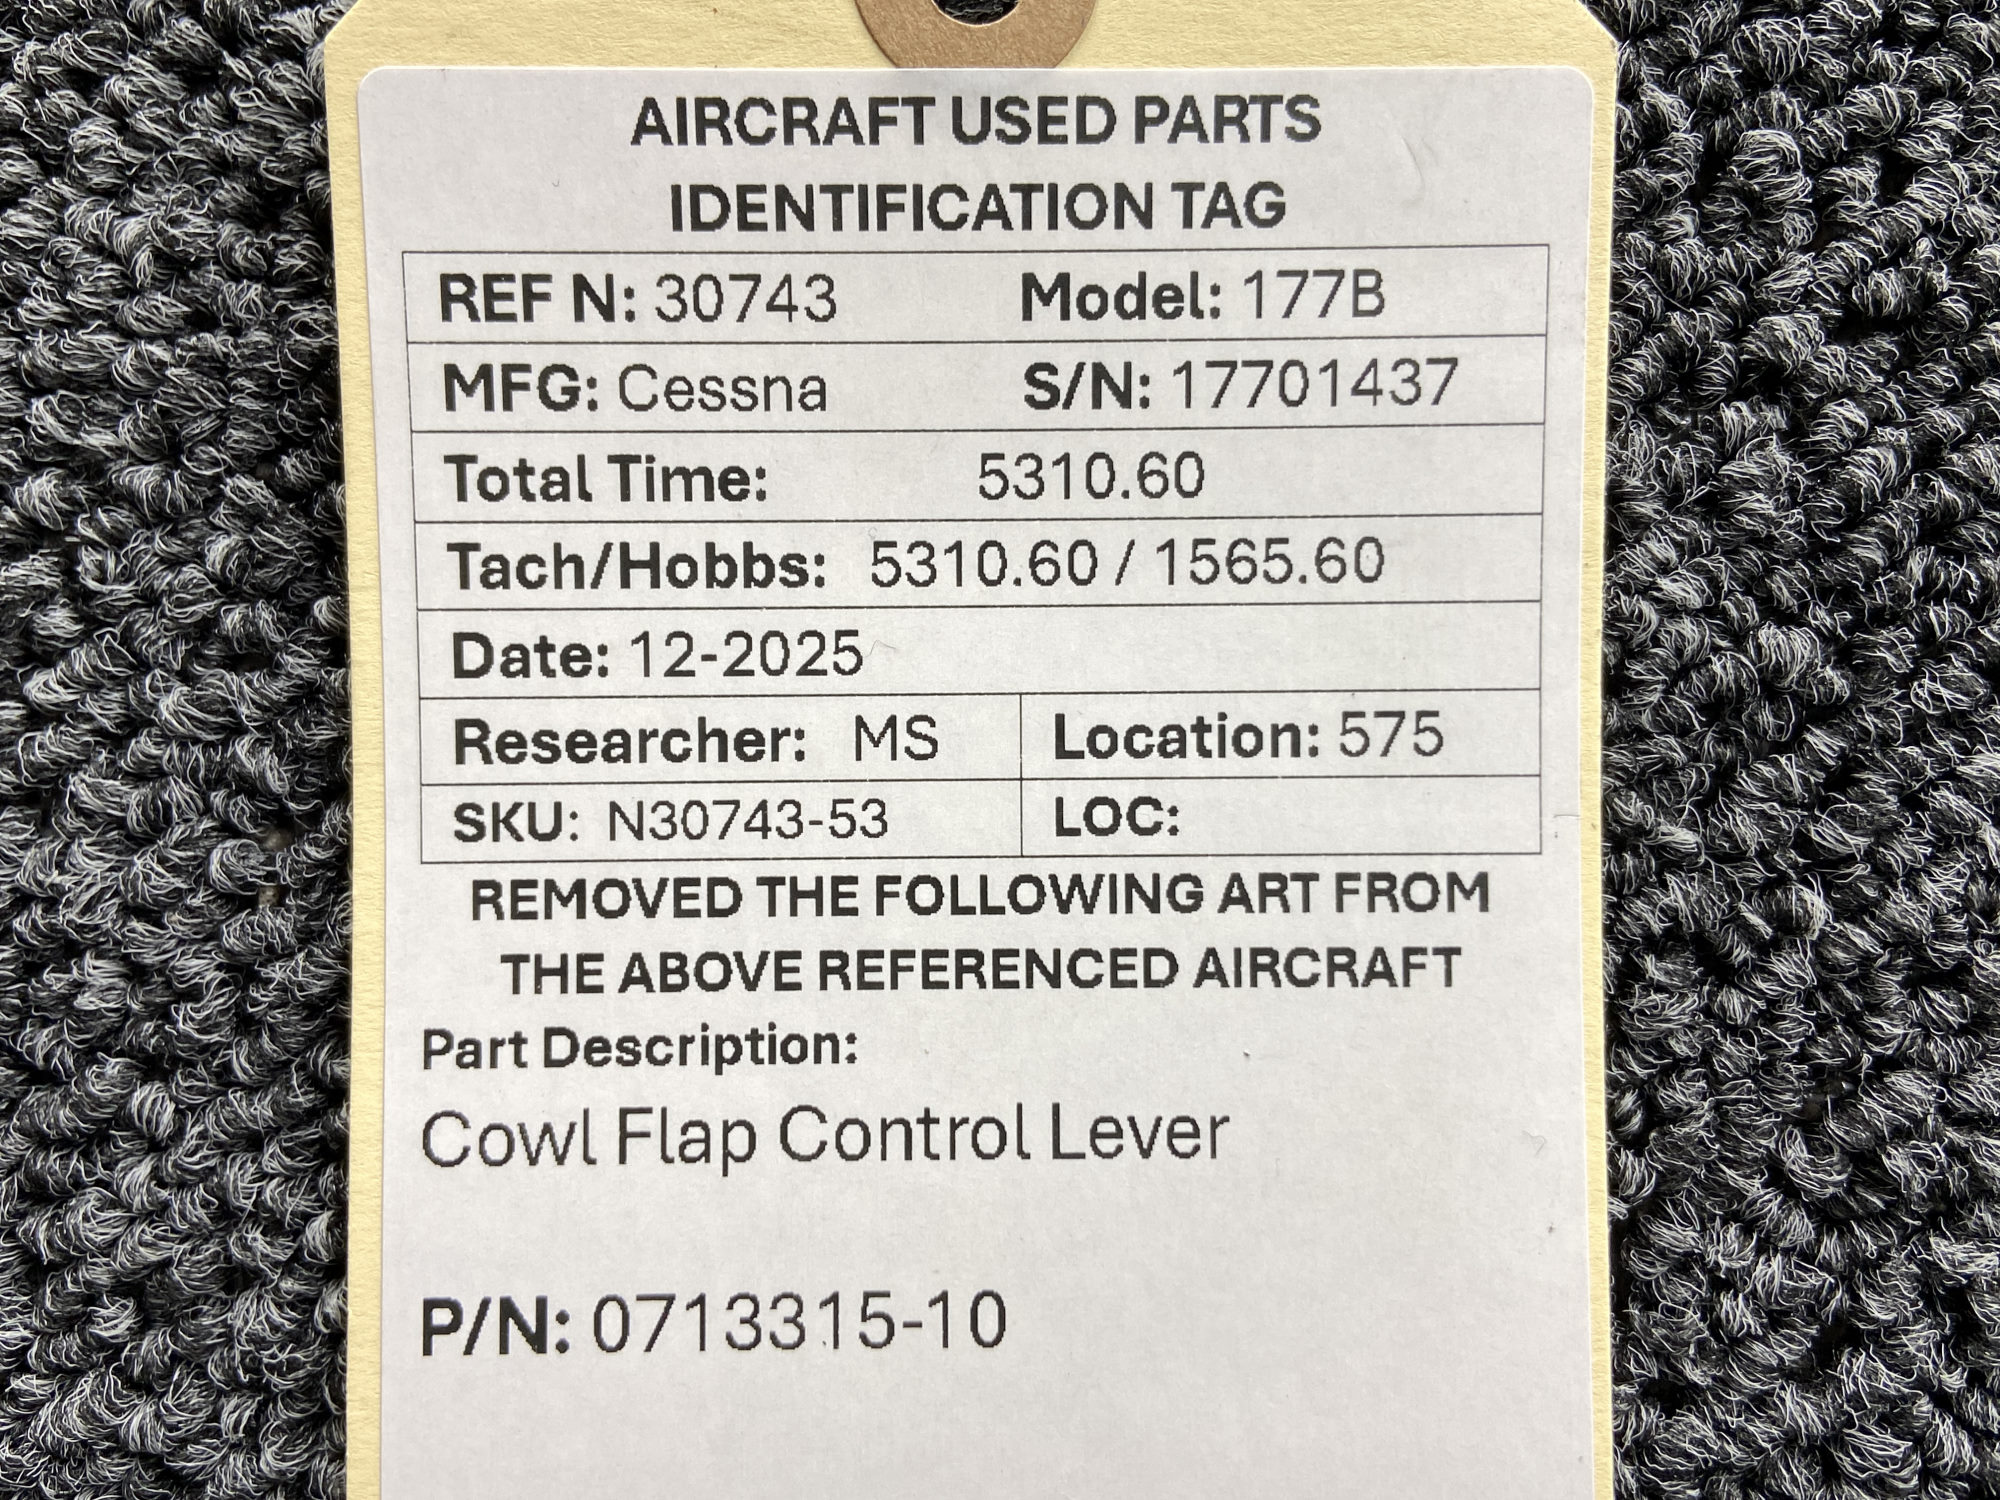 AIRCRAFT USED PARTS
IDENTIFICATION TAG
REF N: 30743 Model: 177B
MFG: Cessna S/N: 17701437
Total Time: 5310.60
Tach/Hobbs: 5310.60 / 1565.60
Date: 12-2025
Researcher: MS Location: 575
SKU: N30743-53 LOC:
REMOVED THE FOLLOWING ART FROM
THE ABOVE REFERENCED AIRCRAFT
Part Description:
Cowl Flap Control Lever
P/N: 0713315-10